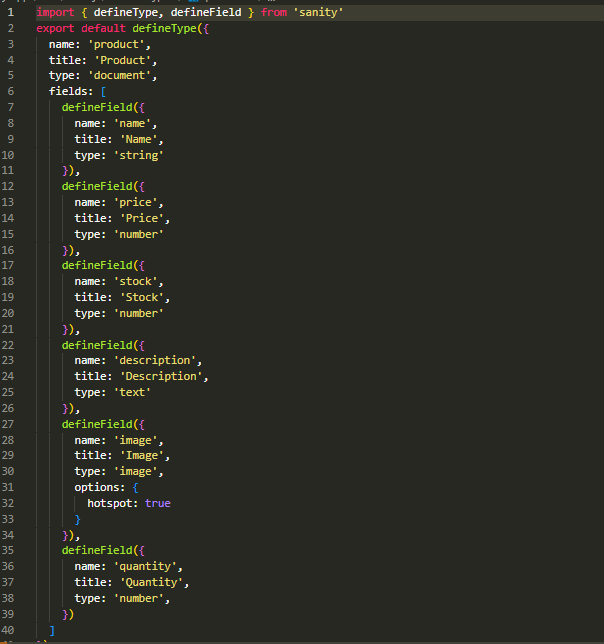 1 import { defineType, defineField } from 'sanity'
2 export default defineType({
3 name: 'product',
4 title: 'Product',
5 type: 'document',
6 fields: [
7 defineField({
8 name: 'name',
9 title: 'Name',
10 type: 'string'
11 }),
12 defineField({
13 name: 'price',
14 title: 'Price',
15 type: 'number'
16 }),
17 defineField({
18 name: 'stock',
19 title: 'Stock',
20 type: 'number'
21 }),
22 defineField({
23 name: 'description',
24 title: 'Description',
25 type: 'text'
26 }),
27 defineField({
28 name: 'image',
29 title: 'Image',
30 type: 'image',
31 options: {
32 hotspot: true
33 }
34 }),
35 defineField({
36 name: 'quantity',
37 title: 'Quantity',
38 type: 'number',
39 })
40 ]